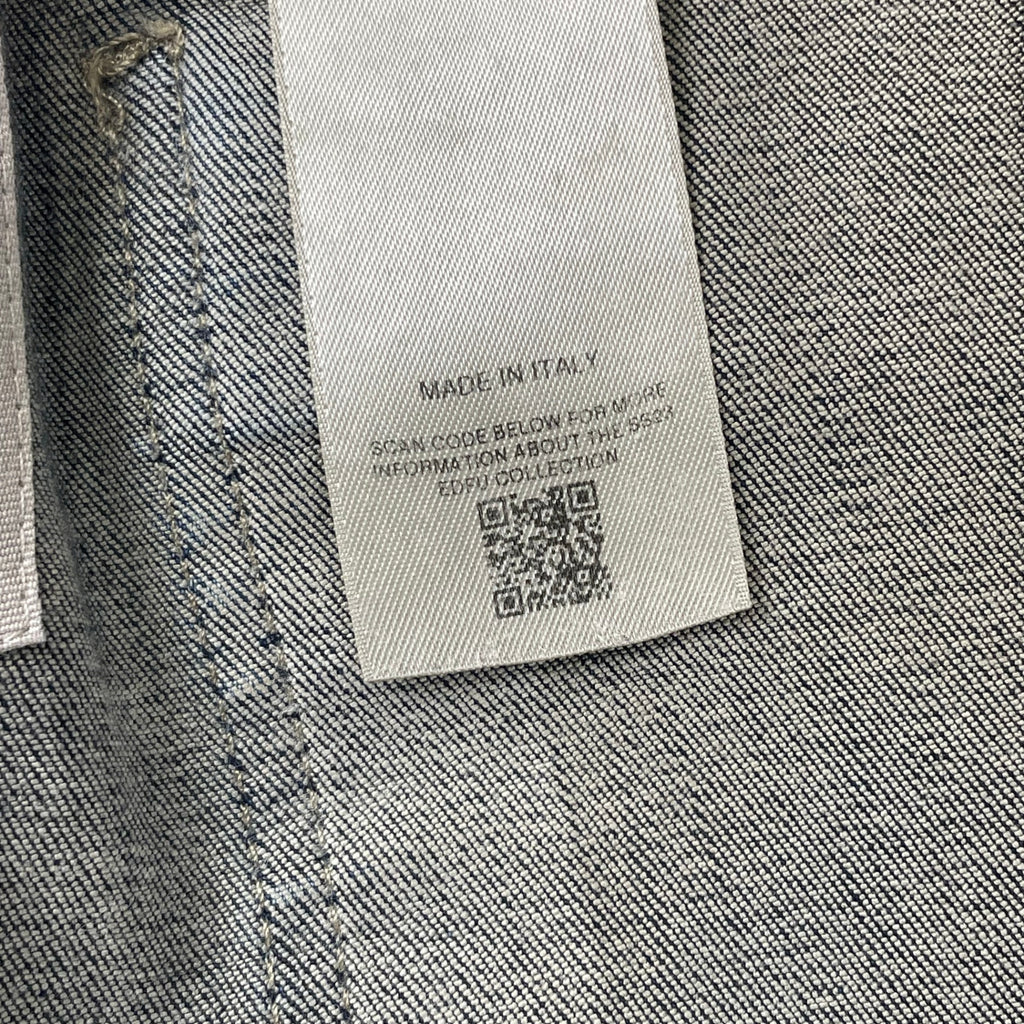 MADE IN ITALY
SCAN CODE BELOW FOR MORE
INFORMATION ABOUT THE SS23
EDFU COLLECTION